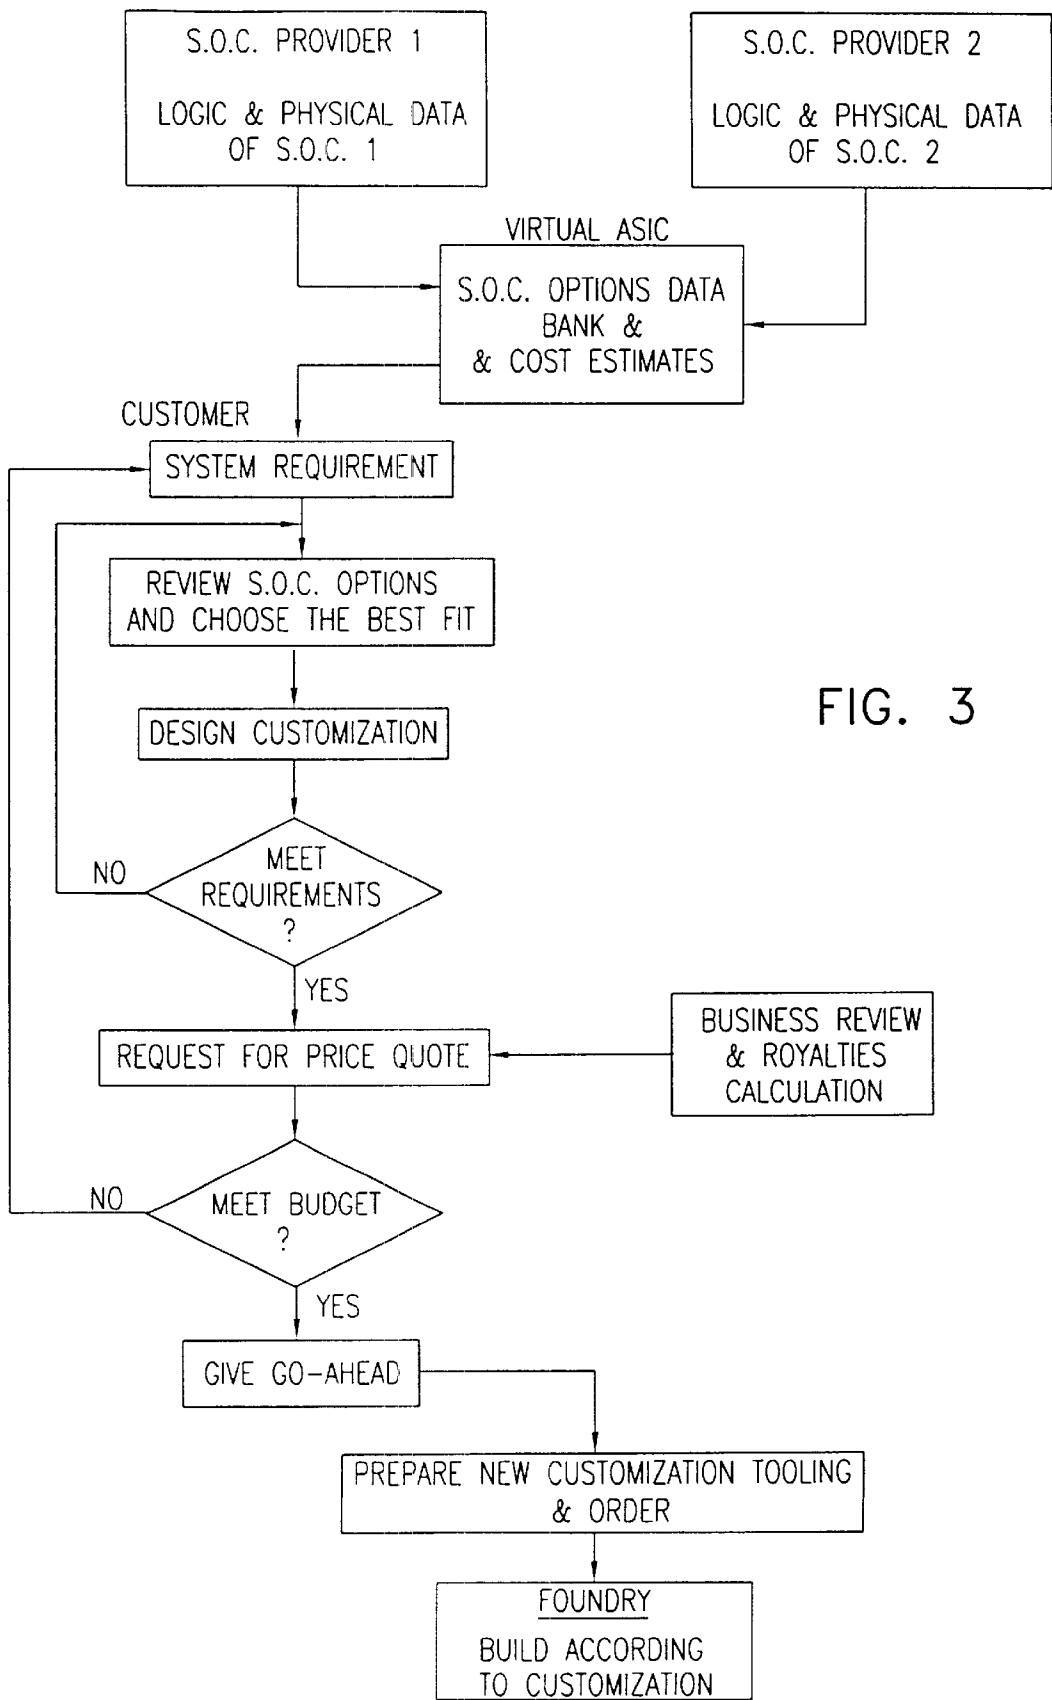 S.O.C. PROVIDER 1
LOGIC & PHYSICAL DATA
OF S.O.C. 1
S.O.C. PROVIDER 2
LOGIC & PHYSICAL DATA
OF S.O.C. 2
VIRTUAL ASIC
S.O.C. OPTIONS DATA
BANK &
& COST ESTIMATES
CUSTOMER
SYSTEM REQUIREMENT
REVIEW S.O.C. OPTIONS
AND CHOOSE THE BEST FIT
FIG. 3
DESIGN CUSTOMIZATION
MEET
REQUIREMENTS
?
NO
YES
REQUEST FOR PRICE QUOTE
BUSINESS REVIEW
& ROYALTIES
CALCULATION
MEET BUDGET
?
NO
YES
GIVE GO-AHEAD
PREPARE NEW CUSTOMIZATION TOOLING
& ORDER
FOUNDRY
BUILD ACCORDING
TO CUSTOMIZATION